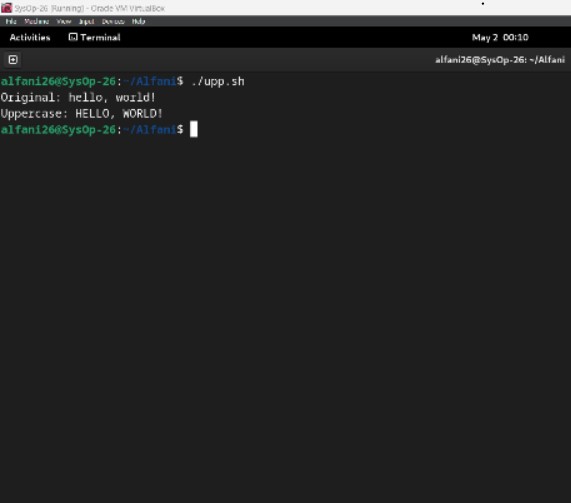 SysOp-26 [Running] - Oracle VM VirtualBox
File Machine View Input Devices Help
Activities Terminal May 2 00:10
alfani26@SysOp-26: ~/Alfani
alfani26@SysOp-26:~/Alfani$ ./upp.sh
Original: hello, world!
Uppercase: HELLO, WORLD!
alfani26@SysOp-26:~/Alfani$